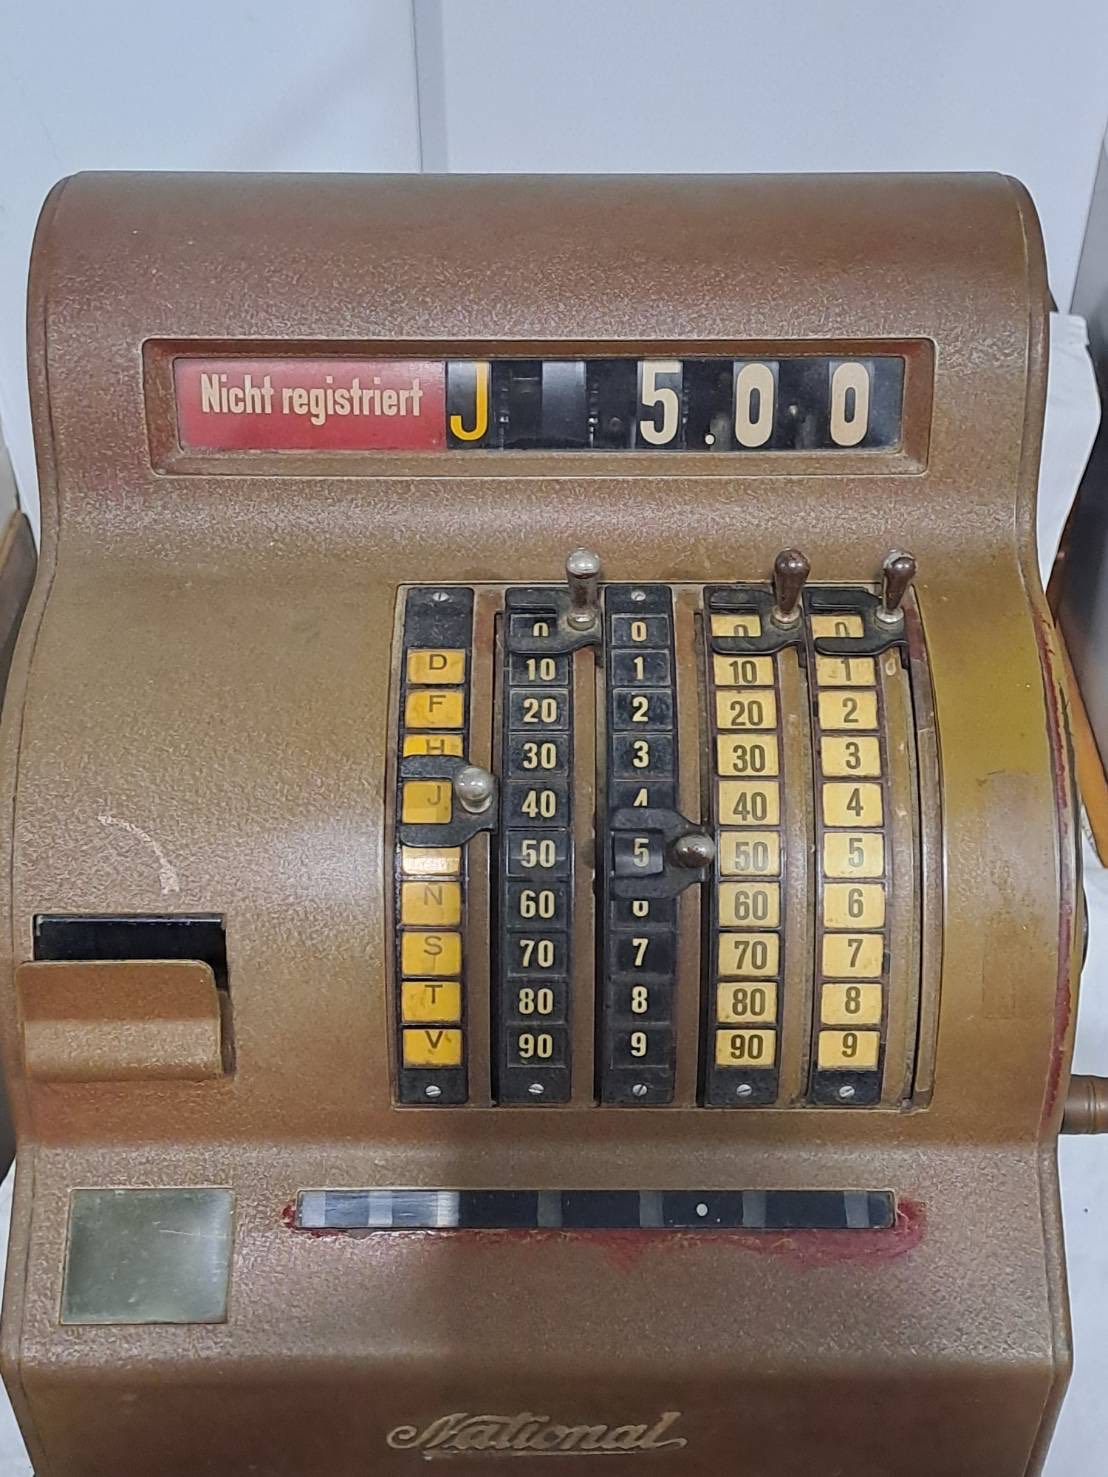 Nicht registriert J 5.00
0 0 0 0
D 10 1 10 1
F 20 2 20 2
H 30 3 30 3
J 40 4 40 4
50 5 50 5
N 60 6 60 6
S 70 7 70 7
T 80 8 80 8
V 90 9 90 9
National